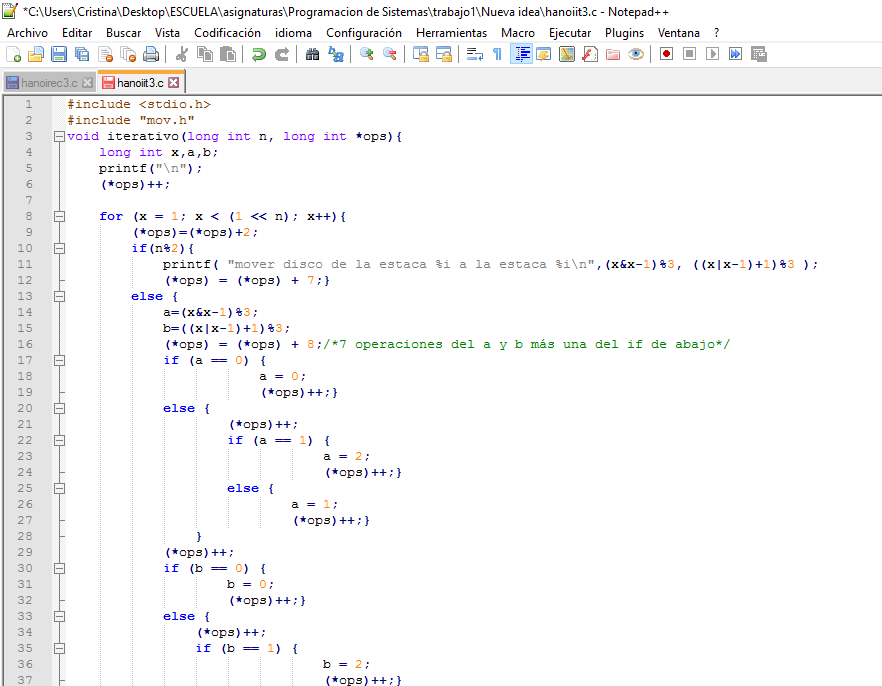 *C:\Users\Cristina\Desktop\ESCUELA\asignaturas\Programacion de Sistemas\trabajo1\Nueva idea\hanoiit3.c - Notepad++
Archivo Editar Buscar Vista Codificación idioma Configuración Herramientas Macro Ejecutar Plugins Ventana ?
hanoirec3.c hanoiit3.c
1 #include <stdio.h>
2 #include "mov.h"
3 void iterativo(long int n, long int *ops){
4 long int x,a,b;
5 printf("\n");
6 (*ops)++;
7
8 for (x = 1; x < (1 << n); x++){
9 (*ops)=(*ops)+2;
10 if(n%2){
11 printf( "mover disco de la estaca %i a la estaca %i\n",(x&x-1)%3, ((x|x-1)+1)%3 );
12 (*ops) = (*ops) + 7;}
13 else {
14 a=(x&x-1)%3;
15 b=((x|x-1)+1)%3;
16 (*ops) = (*ops) + 8;/*7 operaciones del a y b más una del if de abajo*/
17 if (a == 0) {
18 a = 0;
19 (*ops)++;}
20 else {
21 (*ops)++;
22 if (a == 1) {
23 a = 2;
24 (*ops)++;}
25 else {
26 a = 1;
27 (*ops)++;}
28 }
29 (*ops)++;
30 if (b == 0) {
31 b = 0;
32 (*ops)++;}
33 else {
34 (*ops)++;
35 if (b == 1) {
36 b = 2;
37 (*ops)++;}